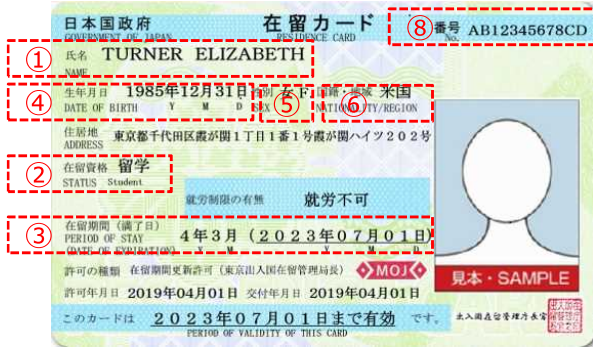 日本国政府 在留カード ⑧ 番号 AB12345678CD
GOVERNMENT OF JAPAN RESIDENCE CARD No.
① 氏名 TURNER ELIZABETH
NAME
④ 生年月日 1985年12月31日 性別 女 F. 国籍・地域 米国
DATE OF BIRTH Y M D ⑤ SEX ⑥ NATIONALITY/REGION
住居地 東京都千代田区霞が関1丁目1番1号霞が関ハイツ202号
ADDRESS
② 在留資格 留学
STATUS Student
就労制限の有無 就労不可
③ 在留期間(満了日) 4年3月(2023年07月01日)
PERIOD OF STAY
(DATE OF EXPIRATION) Y M Y M D
許可の種類 在留期間更新許可(東京出入国在留管理局長) MOJ
見本・SAMPLE
許可年月日 2019年04月01日 交付年月日 2019年04月01日
このカードは 2023年07月01日まで有効 です。 出入国在留管理庁長官
PERIOD OF VALIDITY OF THIS CARD